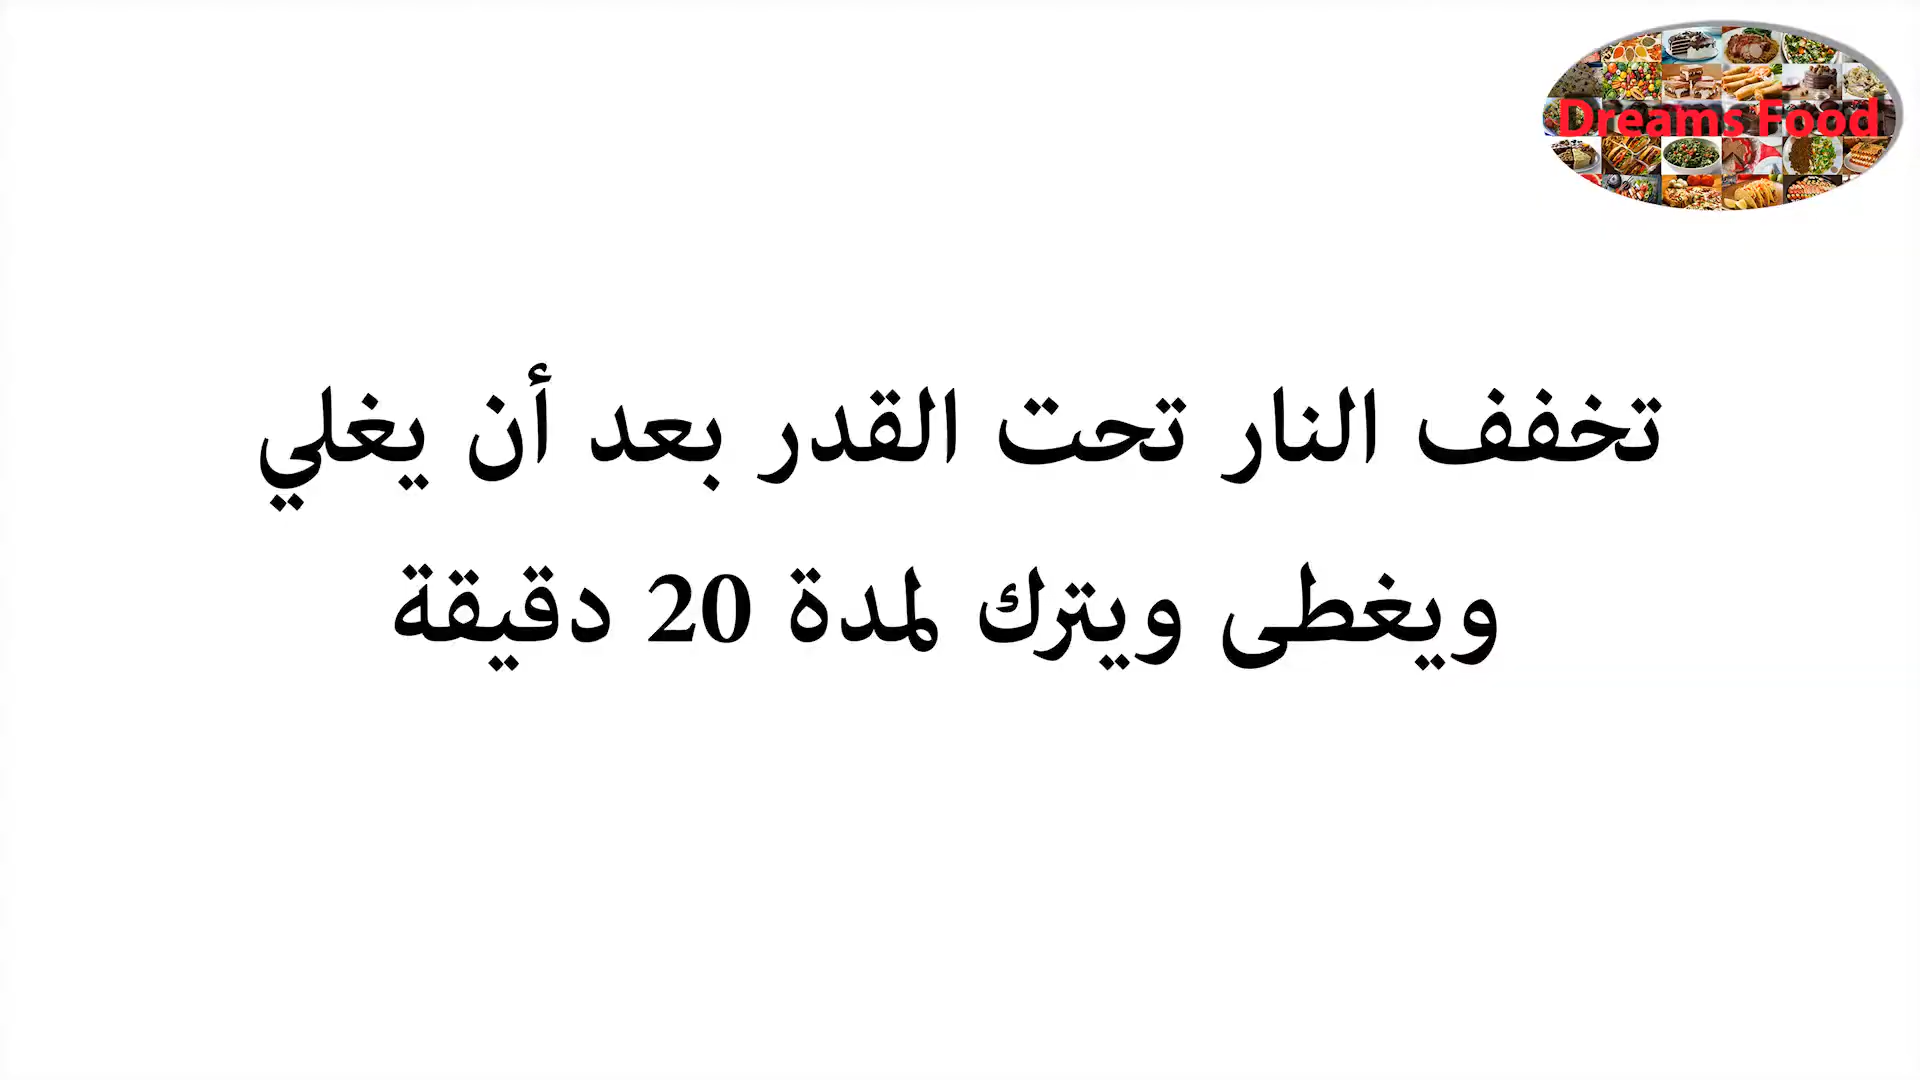 Dreams Food
تخفف النار تحت القدر بعد أن يغلي
ويغطى ويترك لمدة 20 دقيقة